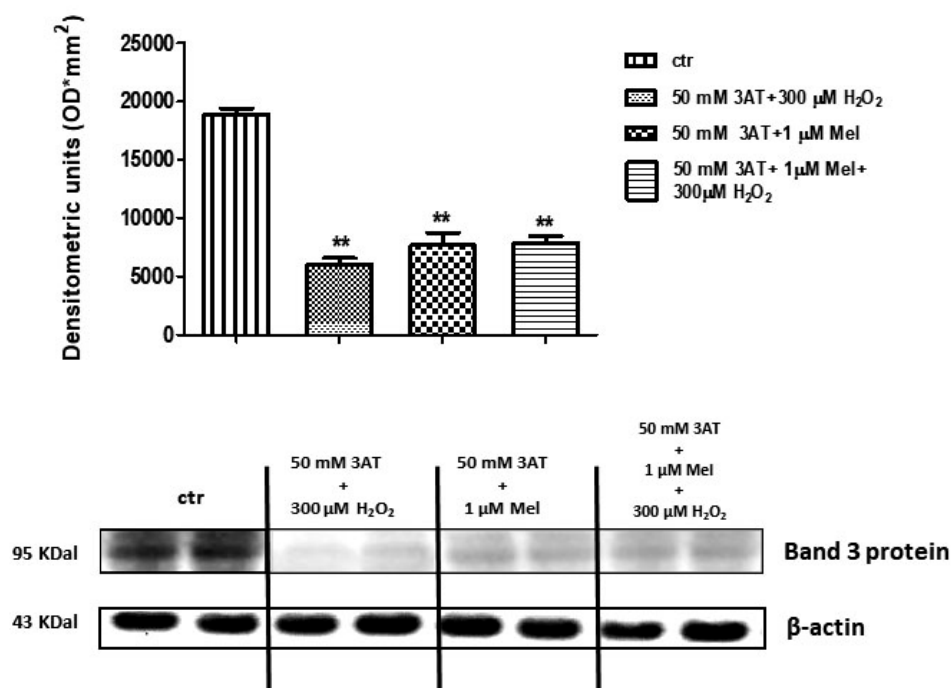 Densitometric units (OD*mm²)
25000
20000
15000
10000
5000
0
**
**
**
ctr
50 mM 3AT+300 µM H₂O₂
50 mM 3AT+1 µM Mel
50 mM 3AT+ 1µM Mel+
300µM H₂O₂
ctr
50 mM 3AT
+
300 µM H₂O₂
50 mM 3AT
+
1 µM Mel
50 mM 3AT
+
1 µM Mel
+
300 µM H₂O₂
95 KDal
Band 3 protein
43 KDal
β-actin